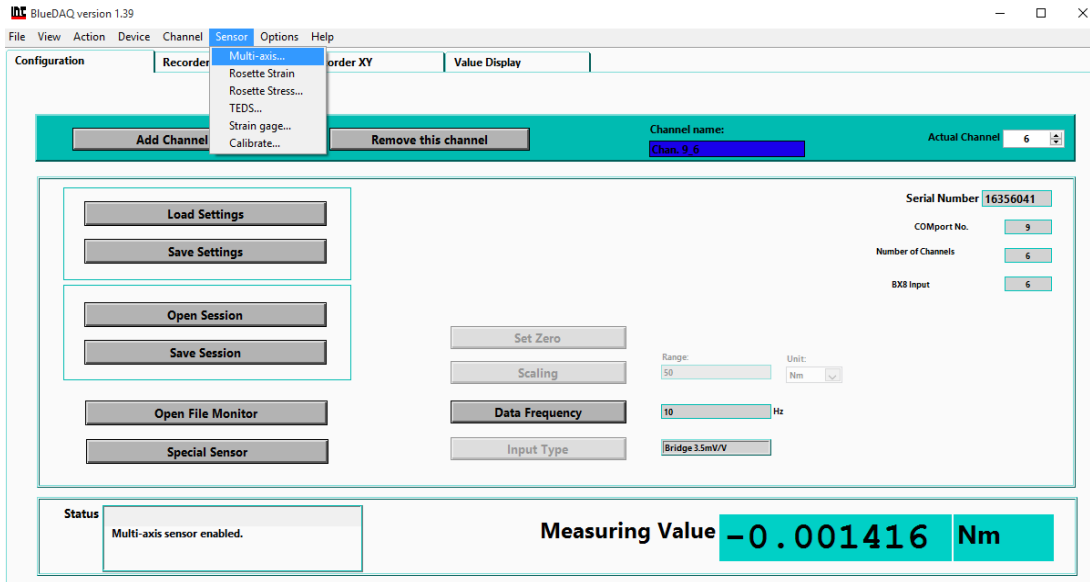 BlueDAQ version 1.39
File View Action Device Channel Sensor Options Help
Configuration
Recorder
order XY
Value Display
Multi-axis...
Rosette Strain
Rosette Stress...
TEDS...
Strain gage...
Calibrate...
Add Channel
Remove this channel
Channel name:
Chan. 9_6
Actual Channel 6
Load Settings
Save Settings
Open Session
Save Session
Open File Monitor
Special Sensor
Serial Number 16356041
COMport No. 9
Number of Channels 6
BX8 Input 6
Set Zero
Scaling
Range:
50
Unit:
Nm
Data Frequency
10 Hz
Input Type
Bridge 3.5mV/V
Status
Multi-axis sensor enabled.
Measuring Value -0.001416 Nm